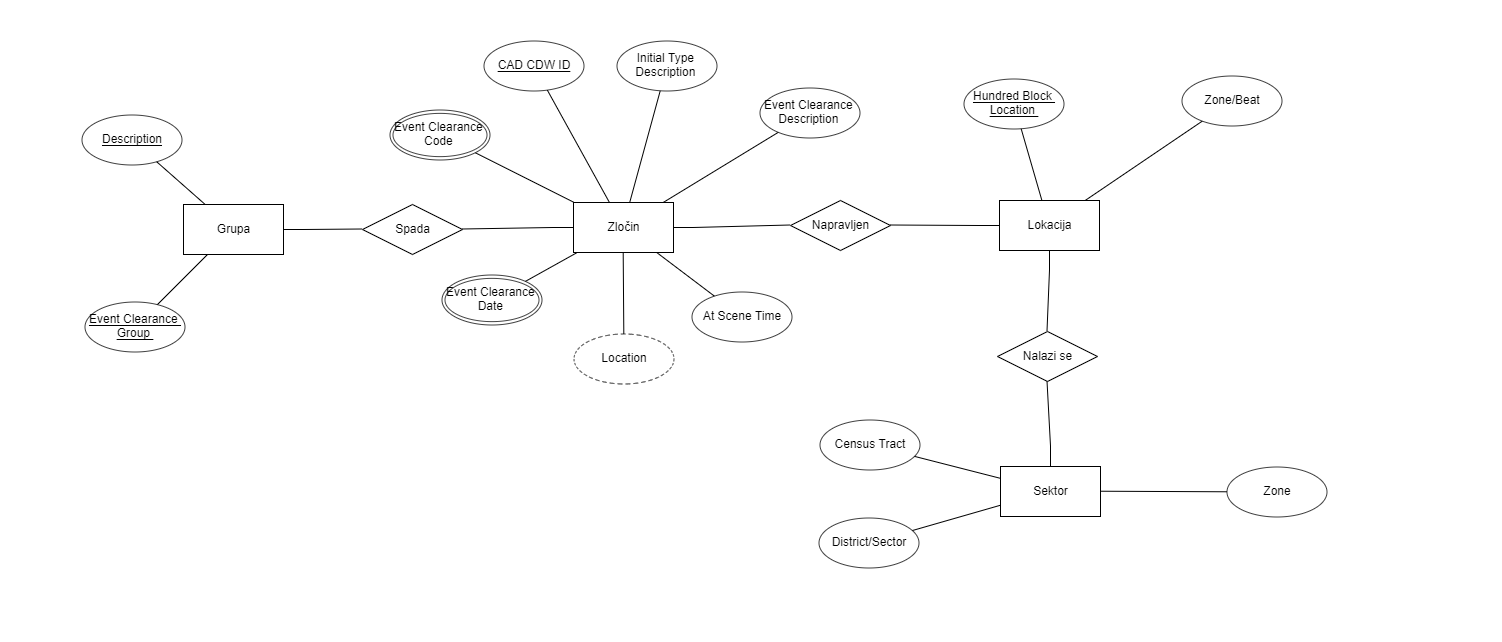 CAD CDW ID
Initial Type
Description
Event Clearance
Description
Event Clearance
Code
Hundred Block
Location
Zone/Beat
Description
Grupa
Spada
Zločin
Napravljen
Lokacija
Event Clearance
Group
Event Clearance
Date
Location
At Scene Time
Nalazi se
Census Tract
Sektor
Zone
District/Sector